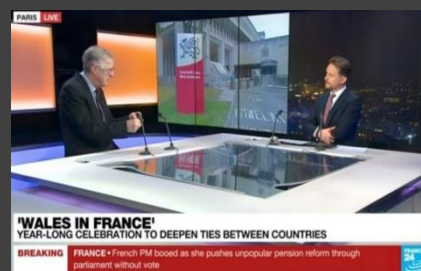 PARIS LIVE
'WALES IN FRANCE'
YEAR-LONG CELEBRATION TO DEEPEN TIES BETWEEN COUNTRIES
BREAKING FRANCE • French PM booed as she pushes unpopular pension reform through
parliament without vote
FRANCE
24